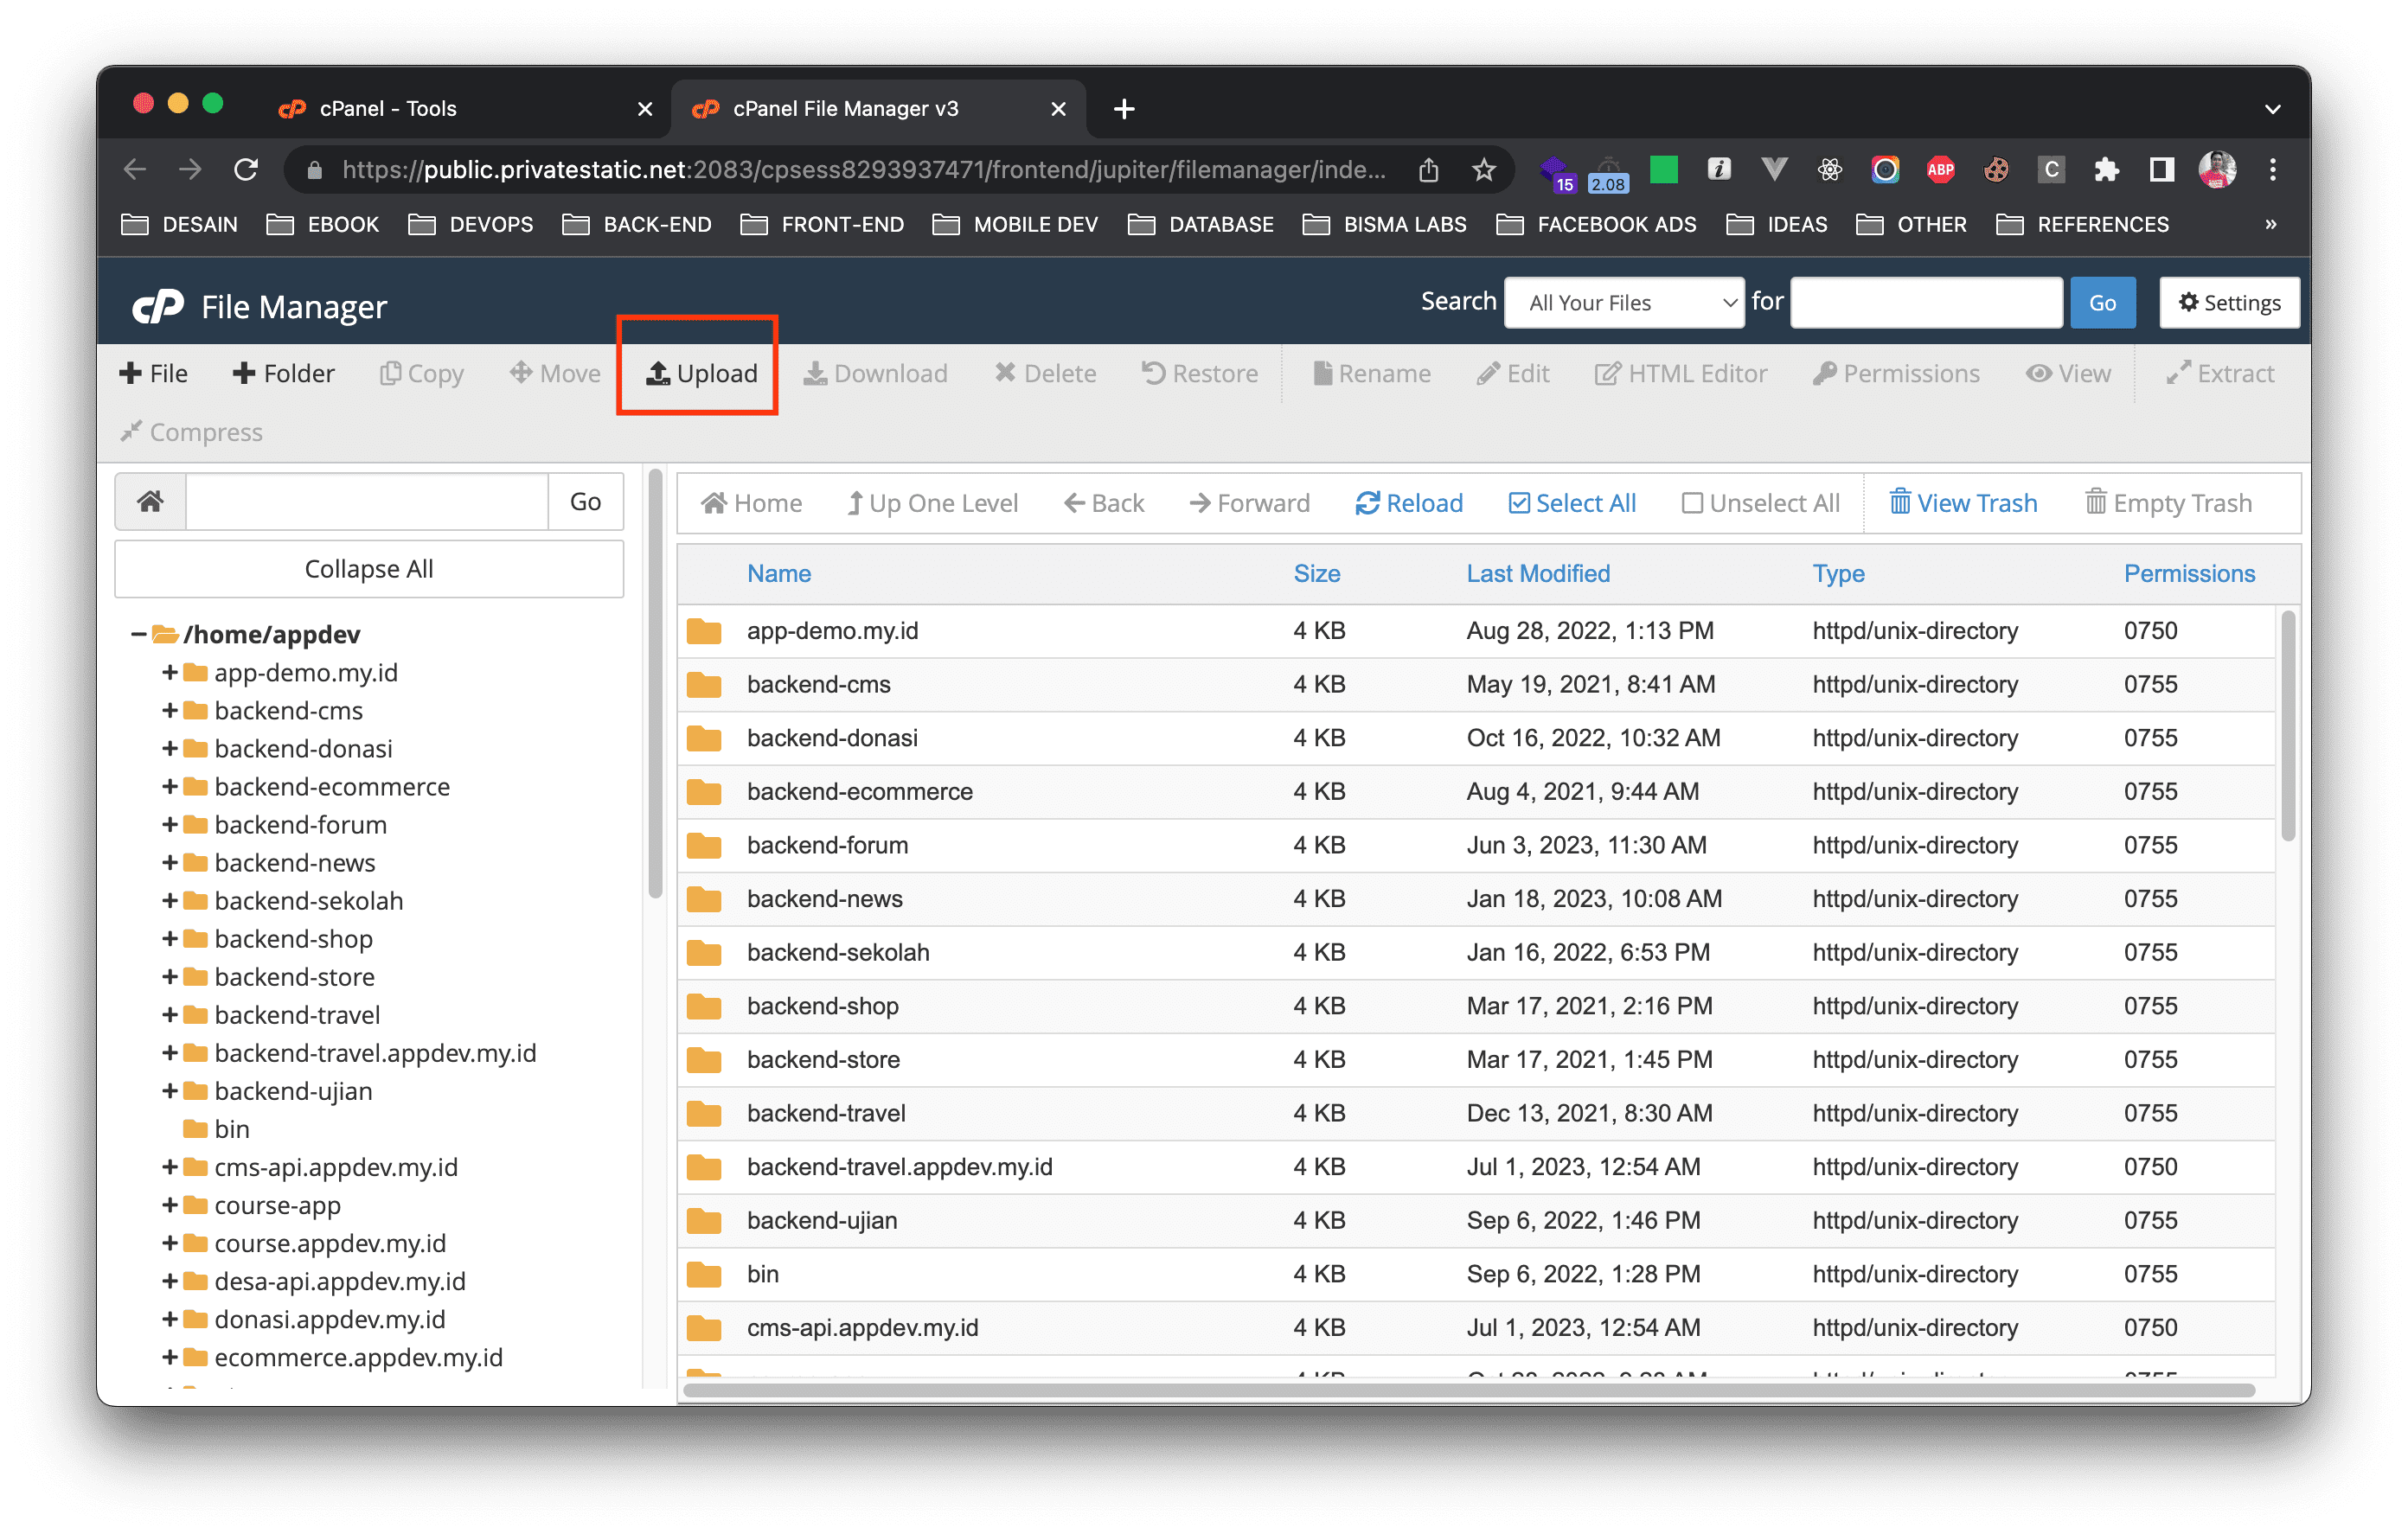 cPanel - Tools
cPanel File Manager v3
https://public.privatestatic.net:2083/cpsess8293937471/frontend/jupiter/filemanager/inde...
15
2.08
ABP
C
DESAIN EBOOK DEVOPS BACK-END FRONT-END MOBILE DEV DATABASE BISMA LABS FACEBOOK ADS IDEAS OTHER REFERENCES »
cP File Manager
Search All Your Files for Go Settings
File Folder Copy Move Upload Download Delete Restore Rename Edit HTML Editor Permissions View Extract
Compress
Go
Collapse All
/home/appdev
app-demo.my.id
backend-cms
backend-donasi
backend-ecommerce
backend-forum
backend-news
backend-sekolah
backend-shop
backend-store
backend-travel
backend-travel.appdev.my.id
backend-ujian
bin
cms-api.appdev.my.id
course-app
course.appdev.my.id
desa-api.appdev.my.id
donasi.appdev.my.id
ecommerce.appdev.my.id
Home Up One Level Back Forward Reload Select All Unselect All View Trash Empty Trash
Name Size Last Modified Type Permissions
app-demo.my.id 4 KB Aug 28, 2022, 1:13 PM httpd/unix-directory 0750
backend-cms 4 KB May 19, 2021, 8:41 AM httpd/unix-directory 0755
backend-donasi 4 KB Oct 16, 2022, 10:32 AM httpd/unix-directory 0755
backend-ecommerce 4 KB Aug 4, 2021, 9:44 AM httpd/unix-directory 0755
backend-forum 4 KB Jun 3, 2023, 11:30 AM httpd/unix-directory 0755
backend-news 4 KB Jan 18, 2023, 10:08 AM httpd/unix-directory 0755
backend-sekolah 4 KB Jan 16, 2022, 6:53 PM httpd/unix-directory 0755
backend-shop 4 KB Mar 17, 2021, 2:16 PM httpd/unix-directory 0755
backend-store 4 KB Mar 17, 2021, 1:45 PM httpd/unix-directory 0755
backend-travel 4 KB Dec 13, 2021, 8:30 AM httpd/unix-directory 0755
backend-travel.appdev.my.id 4 KB Jul 1, 2023, 12:54 AM httpd/unix-directory 0750
backend-ujian 4 KB Sep 6, 2022, 1:46 PM httpd/unix-directory 0755
bin 4 KB Sep 6, 2022, 1:28 PM httpd/unix-directory 0755
cms-api.appdev.my.id 4 KB Jul 1, 2023, 12:54 AM httpd/unix-directory 0750